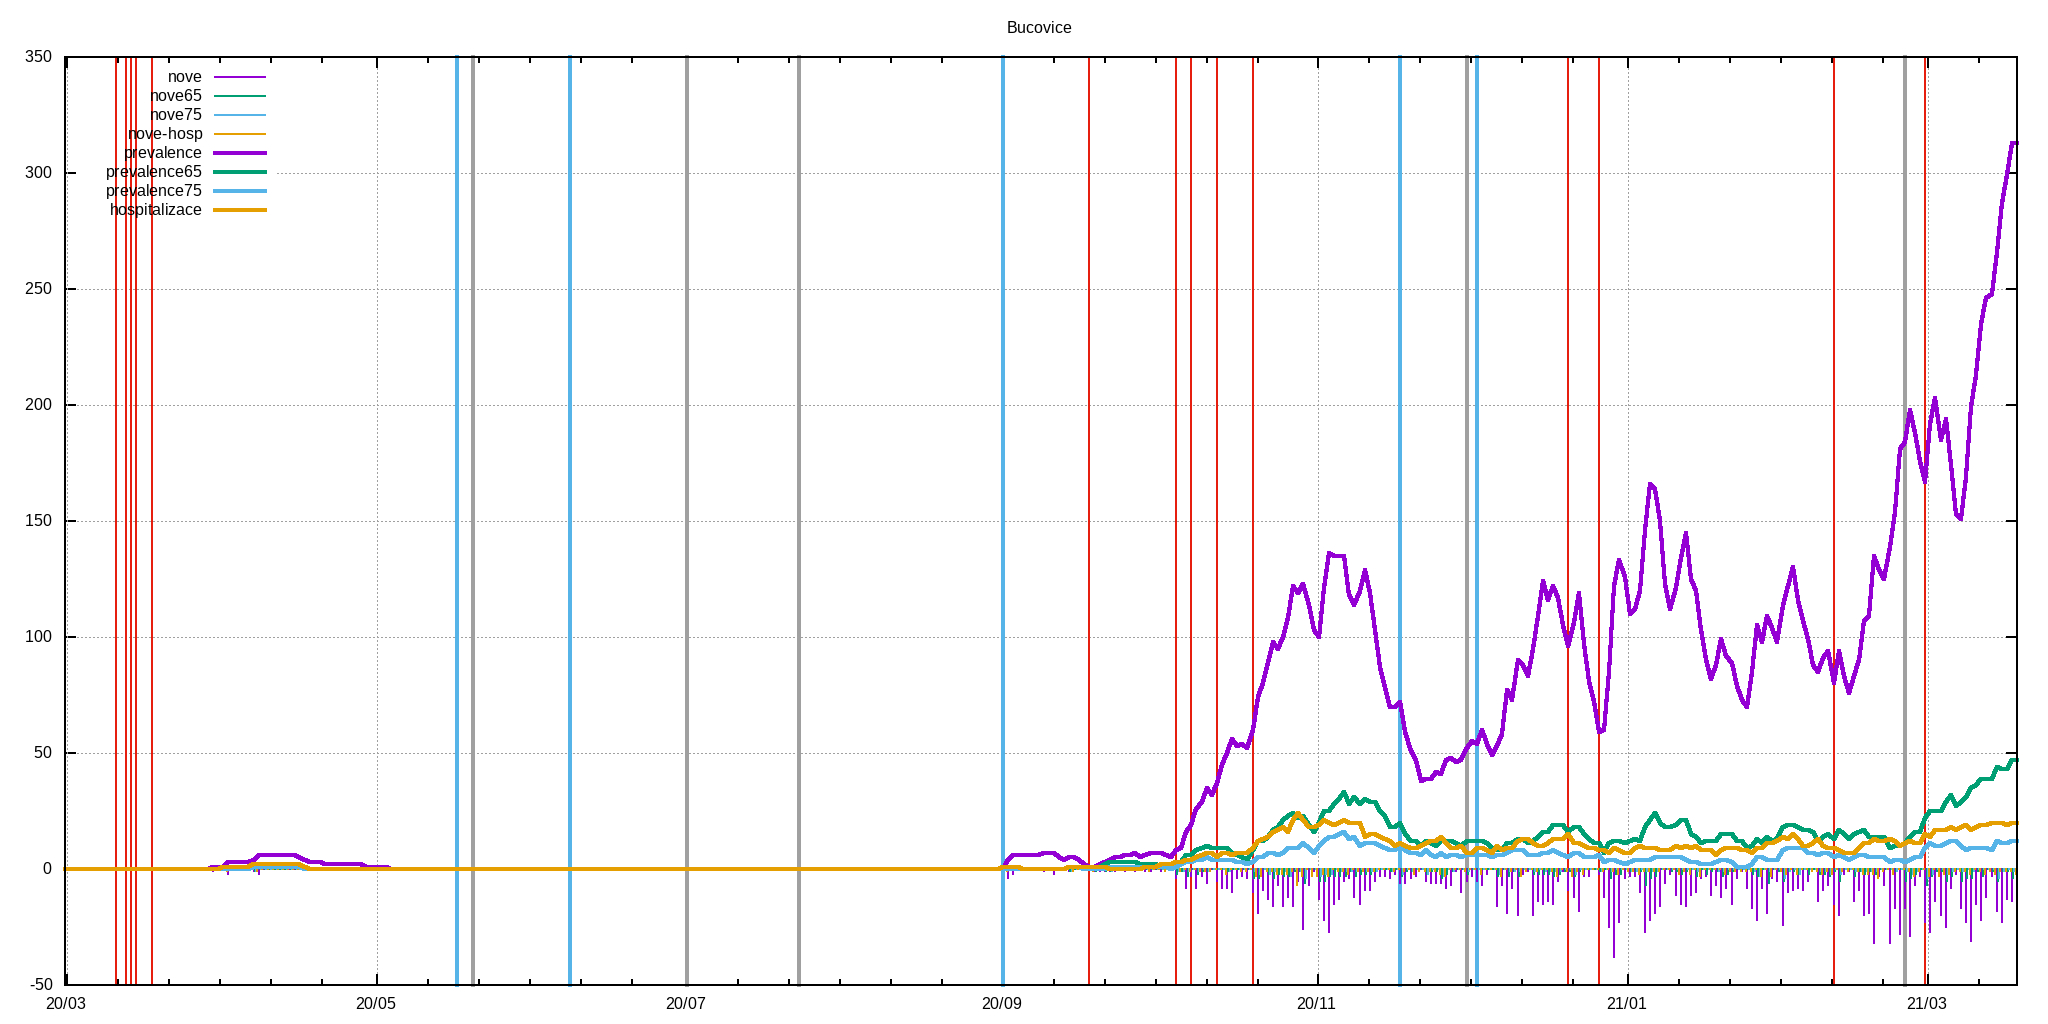 Bucovice
350
300
250
200
150
100
50
0
-50
nove
nove65
nove75
nove-hosp
prevalence
prevalence65
prevalence75
hospitalizace
20/03 20/05 20/07 20/09 20/11 21/01 21/03